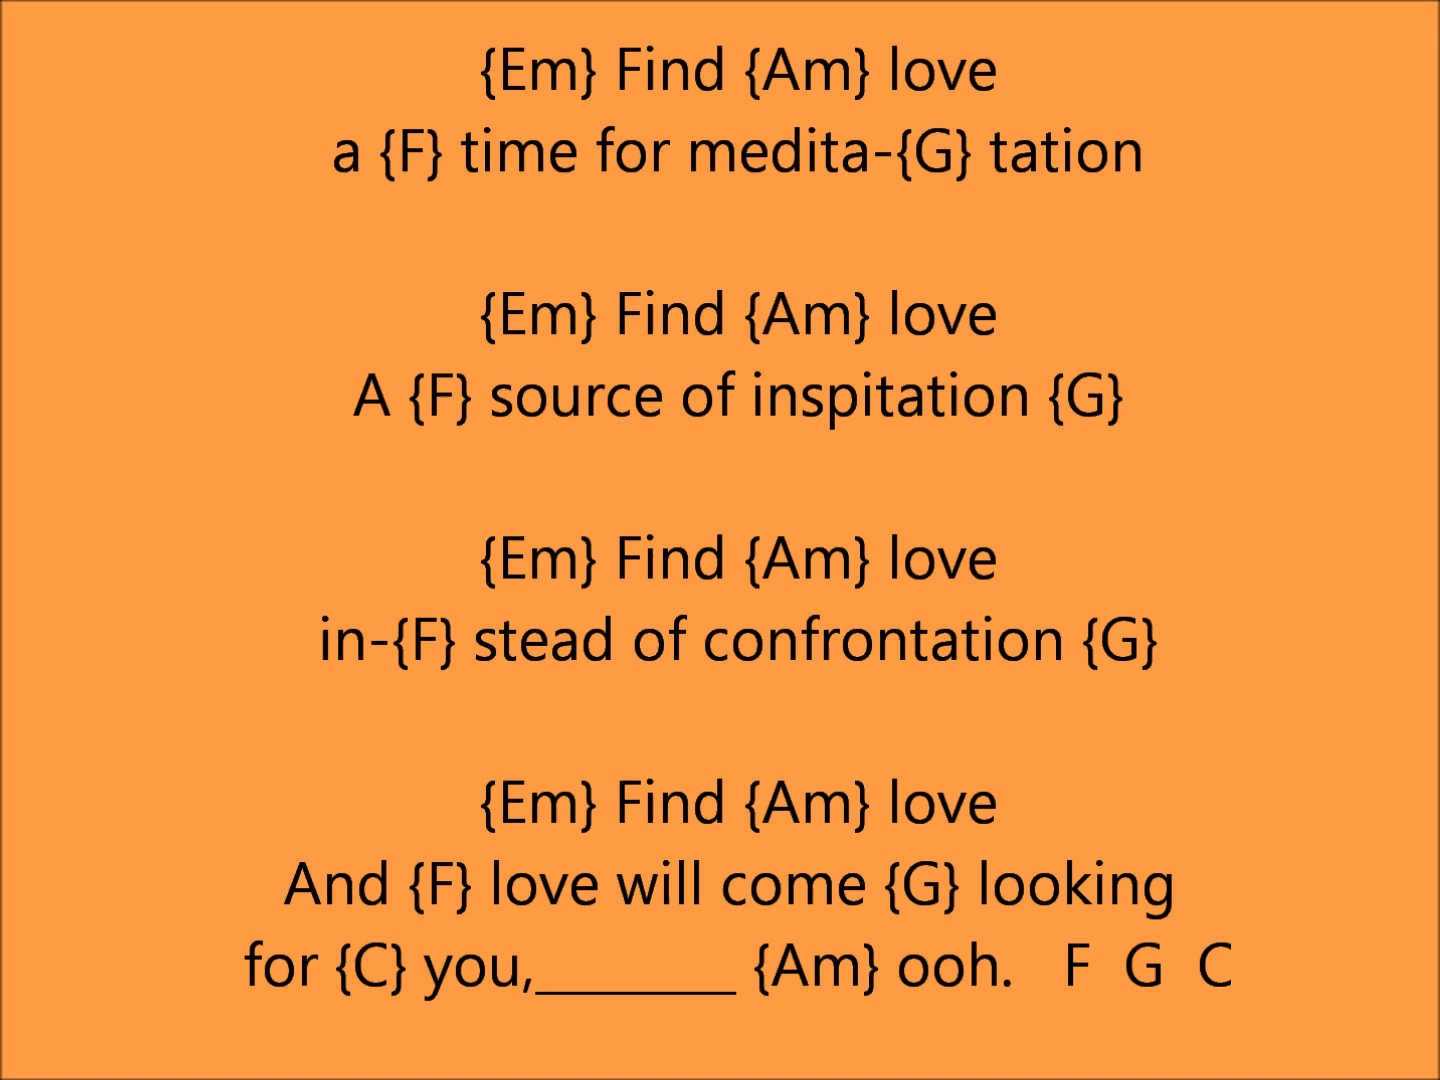 {Em} Find {Am} love
a {F} time for medita-{G} tation
{Em} Find {Am} love
A {F} source of inspitation {G}
{Em} Find {Am} love
in-{F} stead of confrontation {G}
{Em} Find {Am} love
And {F} love will come {G} looking
for {C} you,________ {Am} ooh. F G C